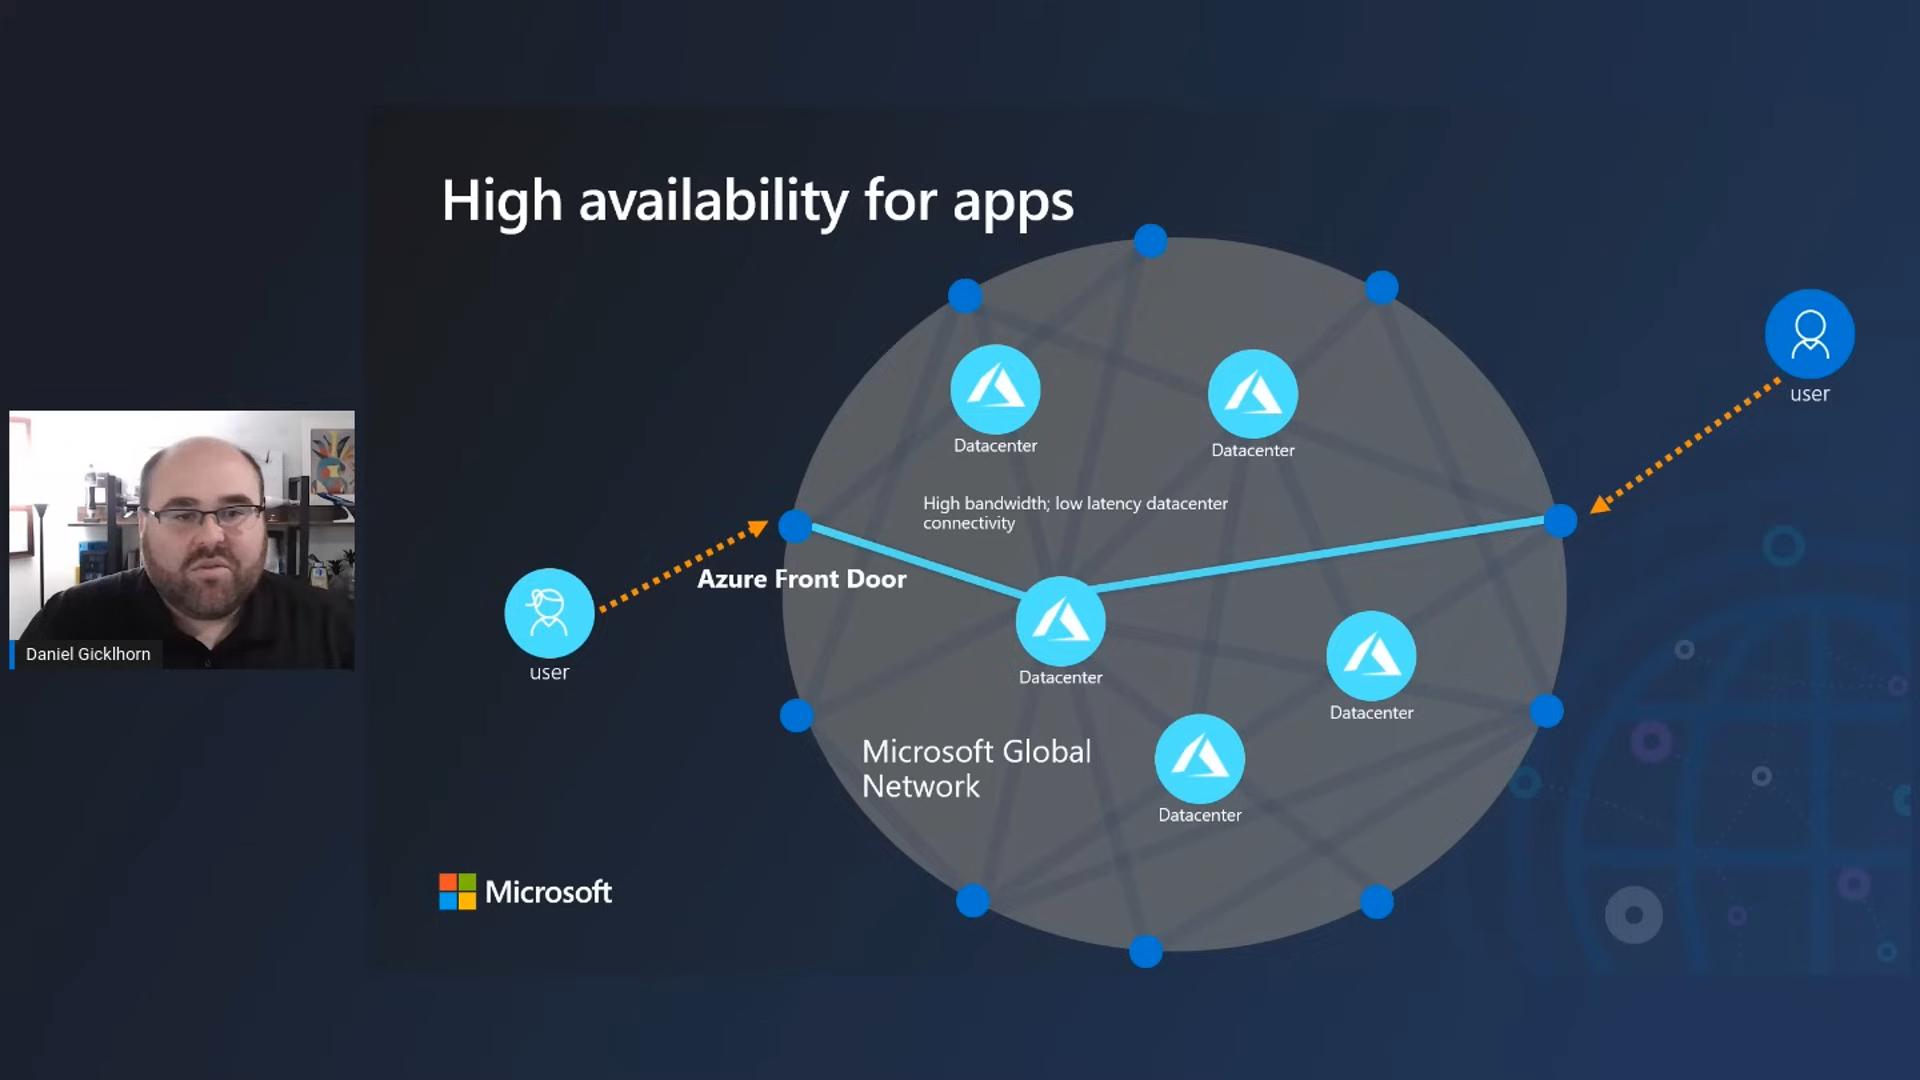 High availability for apps
user
Datacenter
Datacenter
High bandwidth; low latency datacenter
connectivity
Azure Front Door
Daniel Gicklhorn
user
Datacenter
Datacenter
Microsoft Global
Network
Datacenter
Microsoft